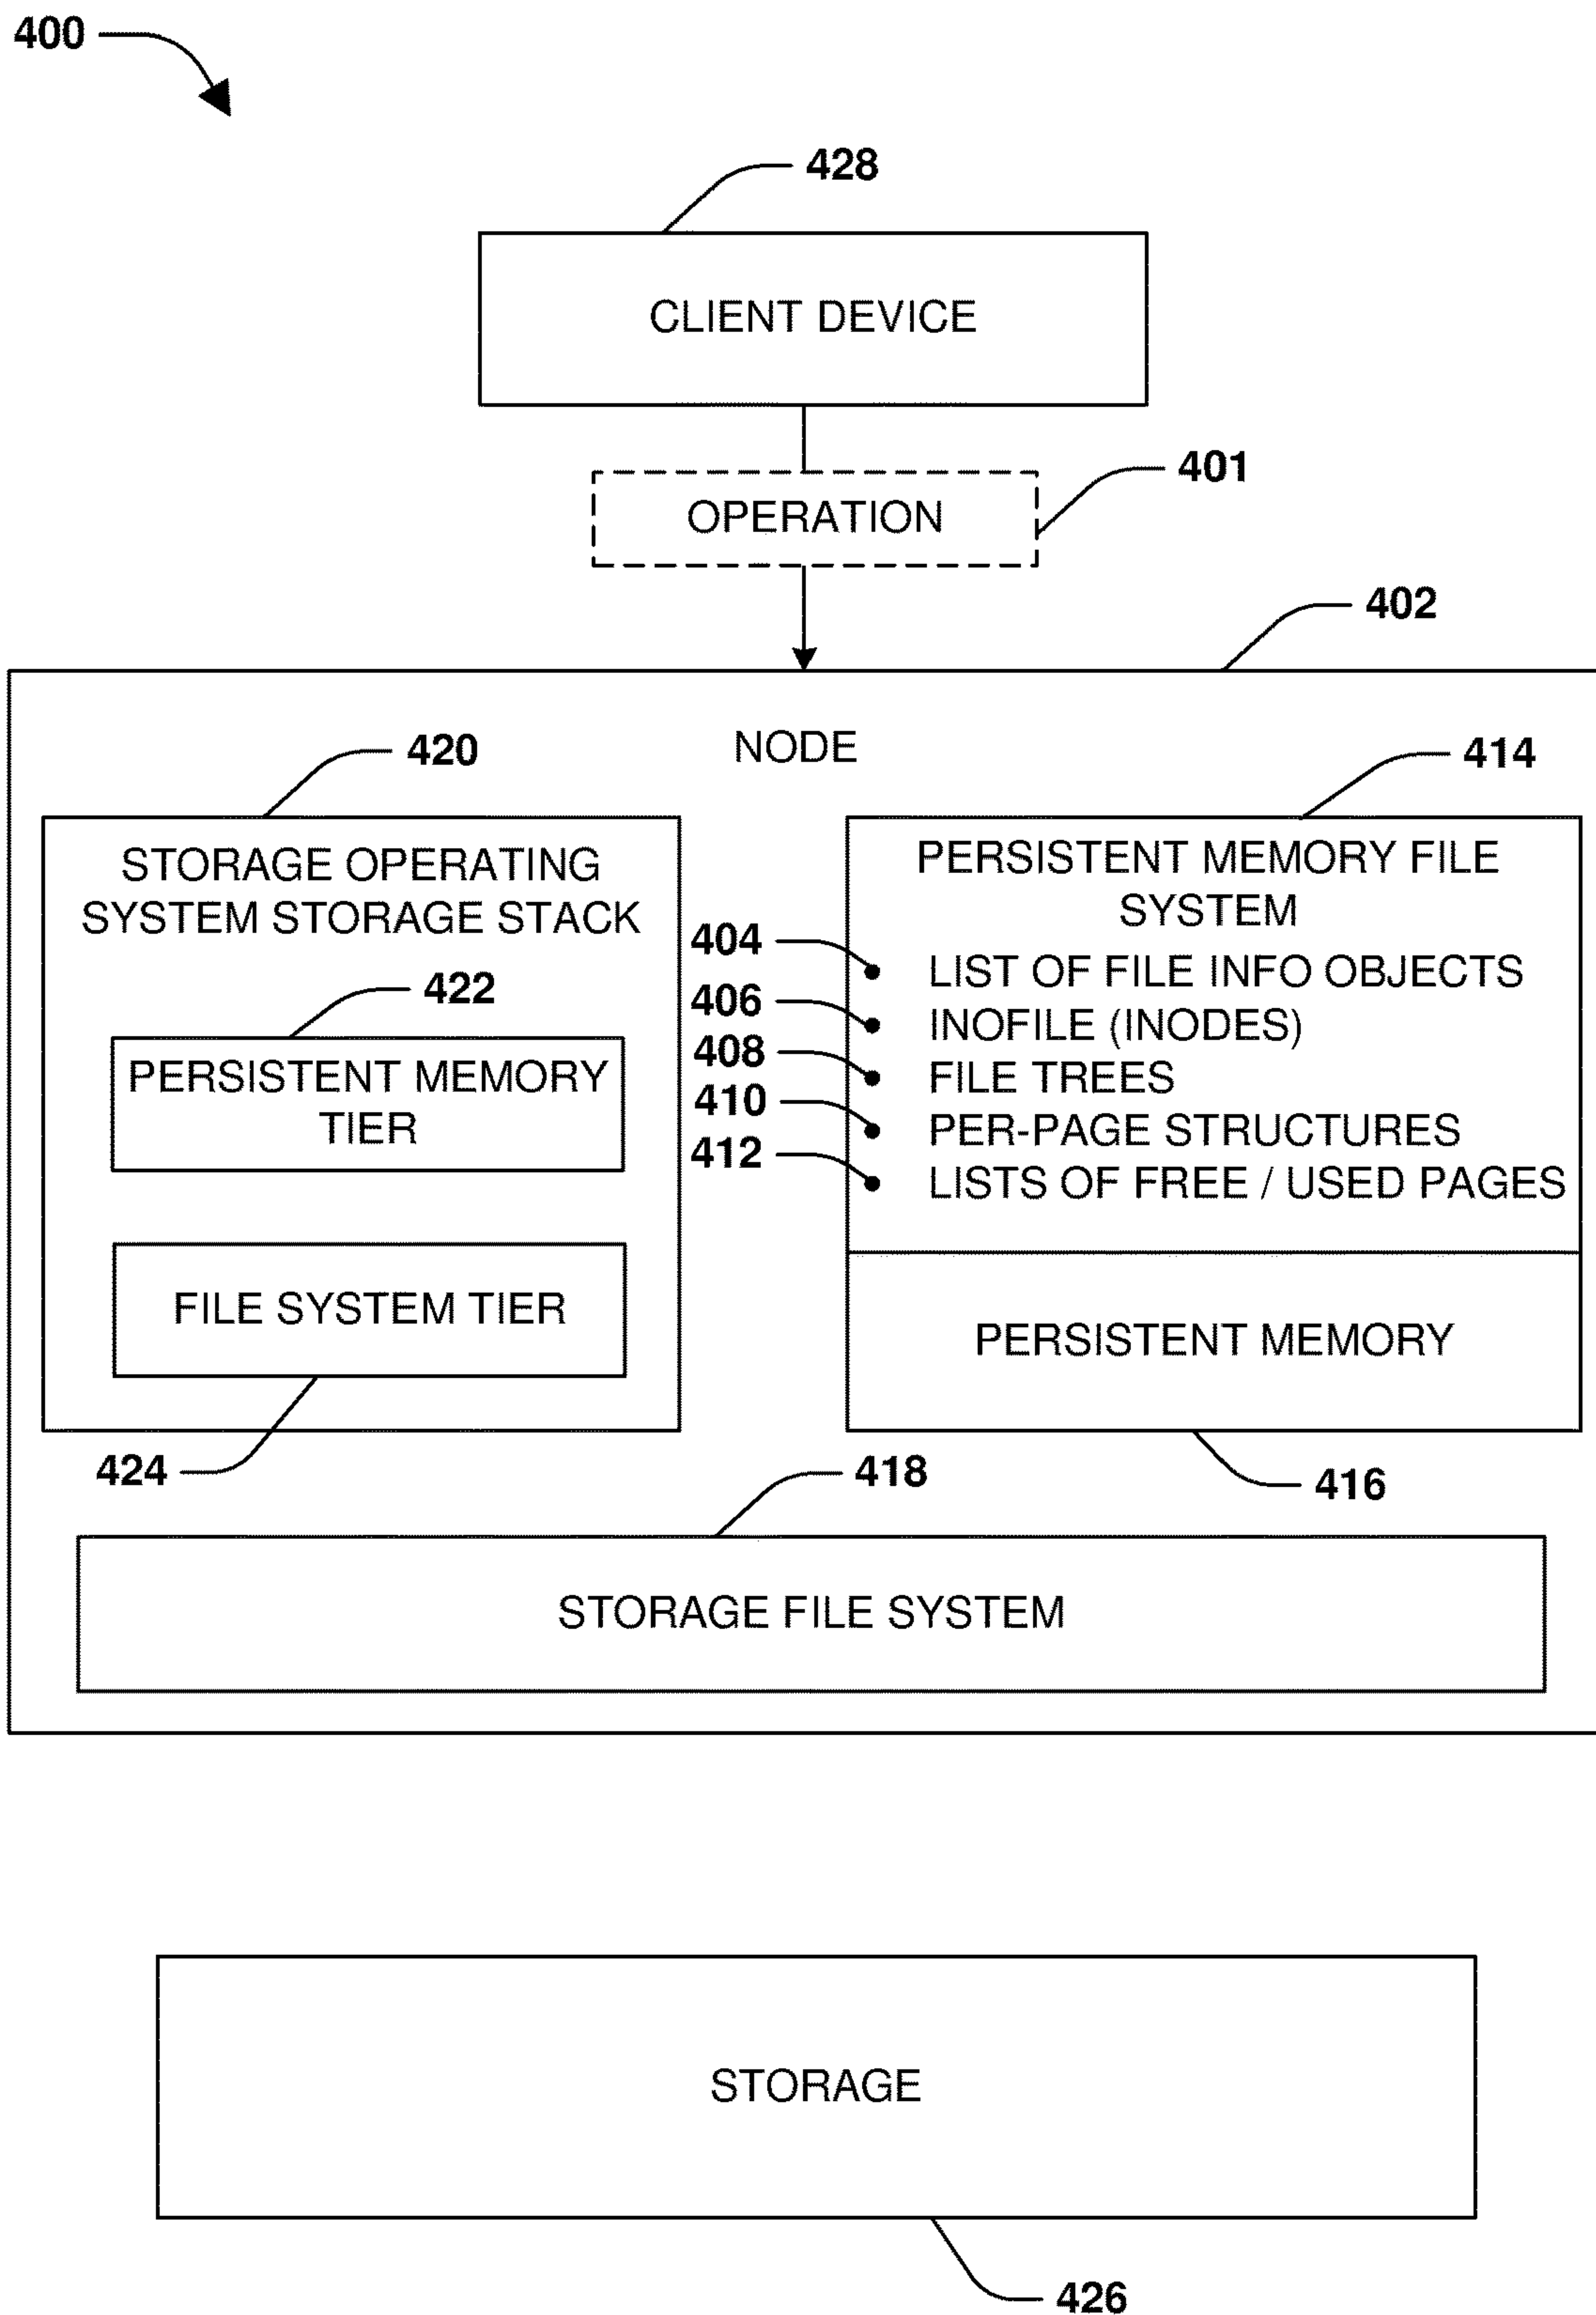 400
428
CLIENT DEVICE
401
OPERATION
402
NODE
420
STORAGE OPERATING
SYSTEM STORAGE STACK
422
PERSISTENT MEMORY
TIER
FILE SYSTEM TIER
424
414
PERSISTENT MEMORY FILE
SYSTEM
404 • LIST OF FILE INFO OBJECTS
406 • INOFILE (INODES)
408 • FILE TREES
410 • PER-PAGE STRUCTURES
412 • LISTS OF FREE / USED PAGES
PERSISTENT MEMORY
416
418
STORAGE FILE SYSTEM
STORAGE
426